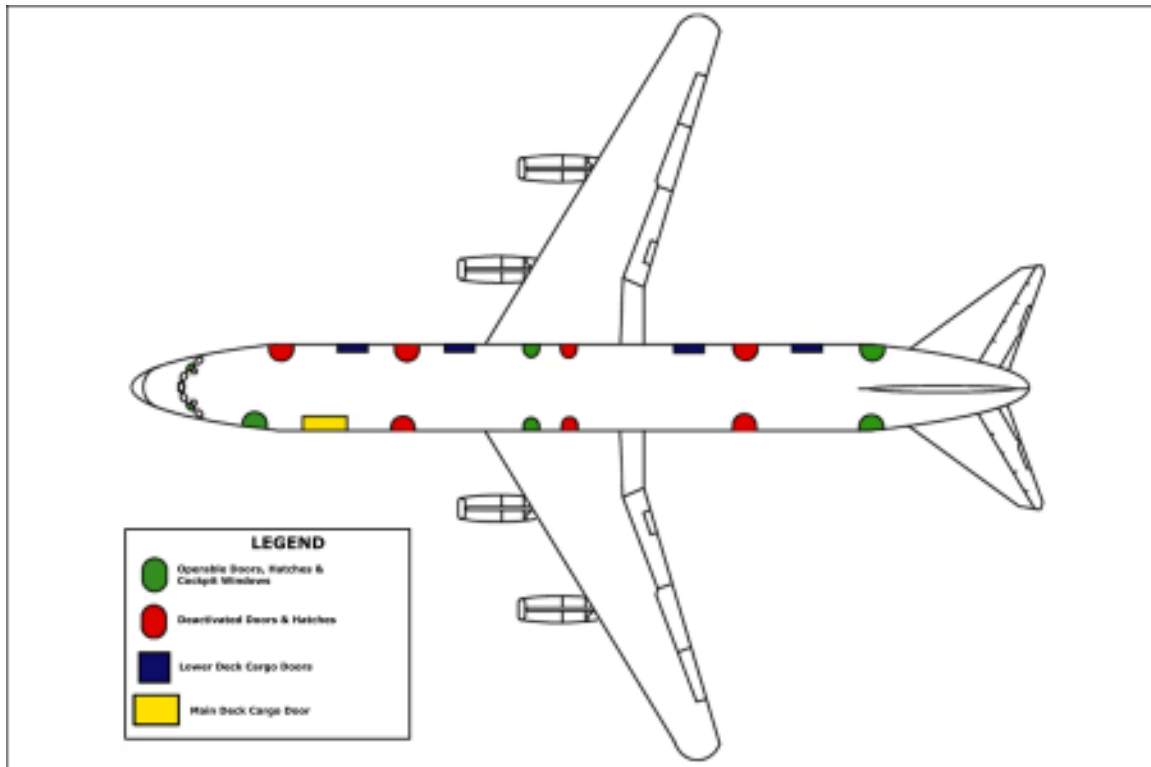 LEGEND
Operable Doors, Hatches &
Cockpit Windows
Deactivated Doors & Hatches
Lower Deck Cargo Doors
Main Deck Cargo Door